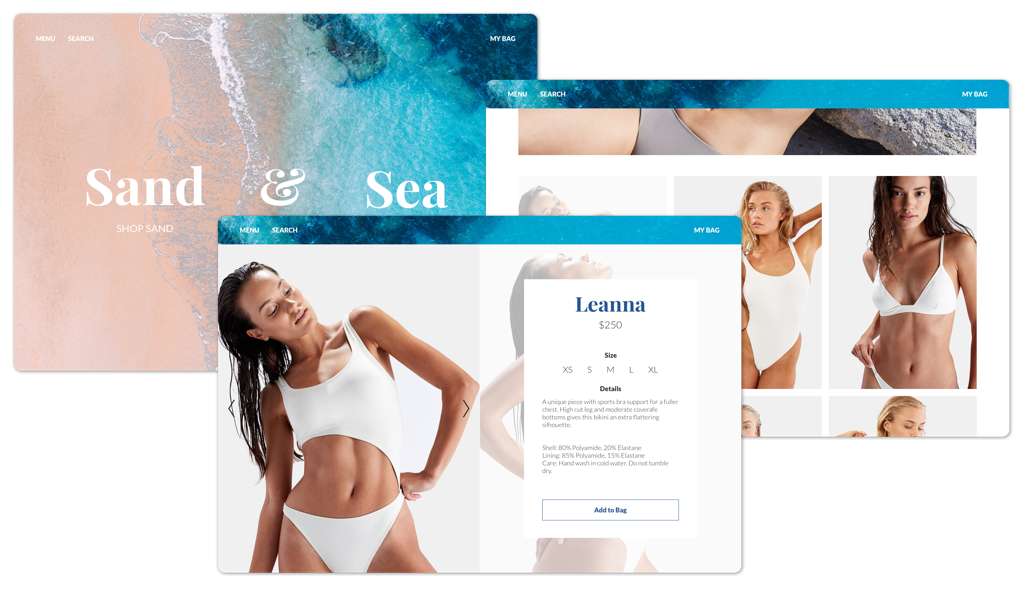 MENU SEARCH MY BAG
Sand & Sea
SHOP SAND
MENU SEARCH MY BAG
MENU SEARCH MY BAG
Leanna
$250
Size
XS S M L XL
Details
A unique piece with sports bra support for a fuller
chest. High cut leg and moderate coverafe
bottoms gives this bikini an extra flattering
silhouette.
Shell: 80% Polyamide, 20% Elastane
Lining: 85% Polyamide, 15% Elastane
Care: Hand wash in cold water. Do not tumble
dry.
Add to Bag